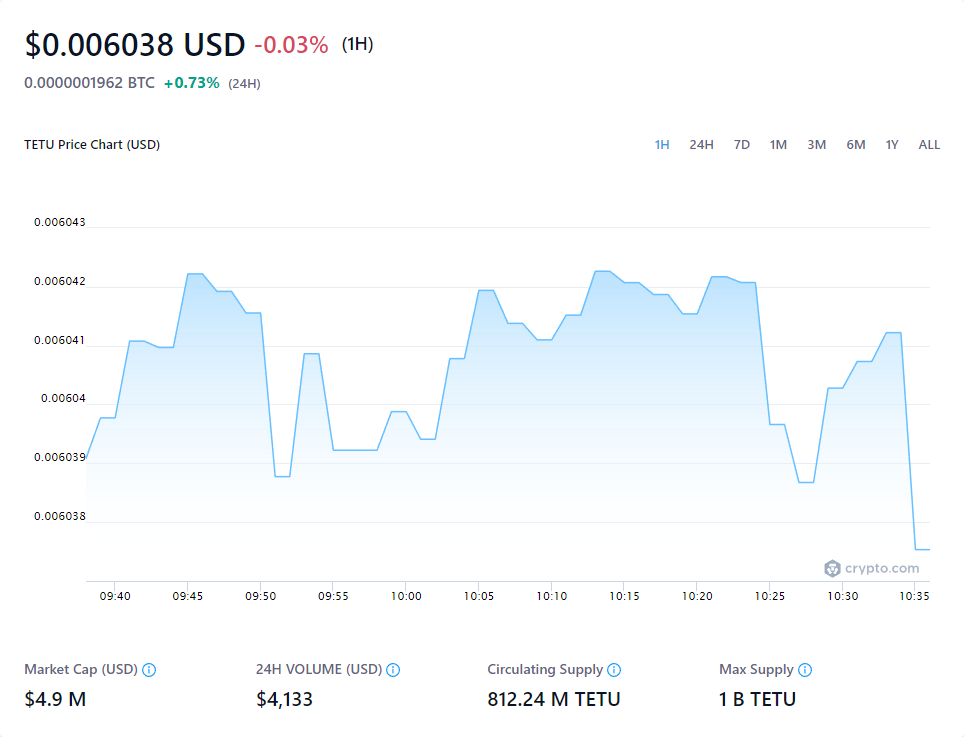 $0.006038 USD -0.03% (1H)
0.0000001962 BTC +0.73% (24H)
TETU Price Chart (USD) 1H 24H 7D 1M 3M 6M 1Y ALL
0.006043
0.006042
0.006041
0.00604
0.006039
0.006038
crypto.com
09:40 09:45 09:50 09:55 10:00 10:05 10:10 10:15 10:20 10:25 10:30 10:35
Market Cap (USD) 24H VOLUME (USD) Circulating Supply Max Supply
$4.9 M $4,133 812.24 M TETU 1 B TETU